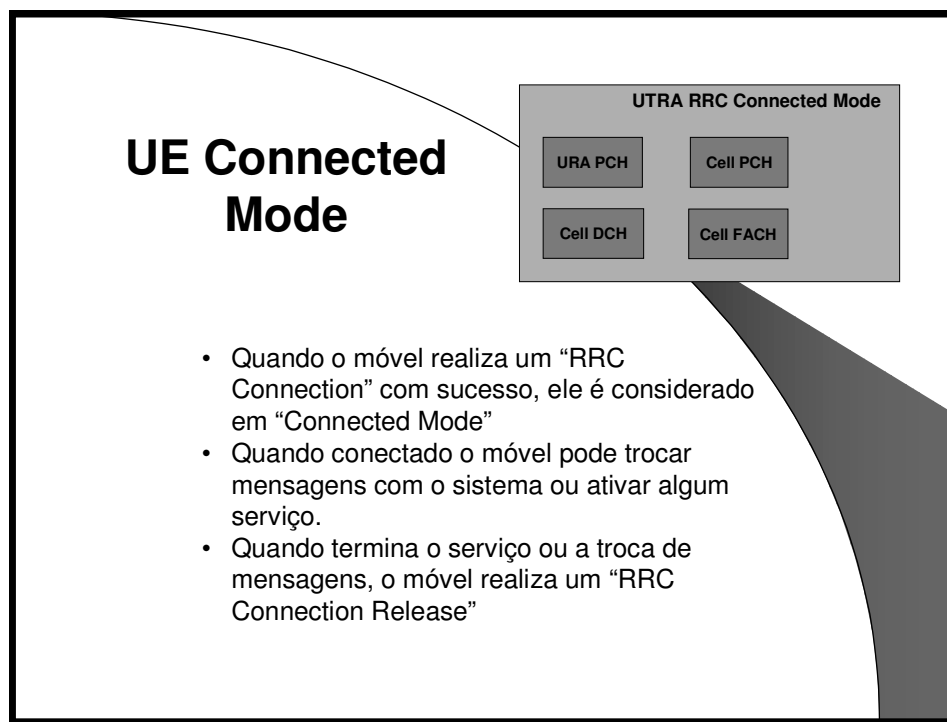 UE Connected
Mode
UTRA RRC Connected Mode
URA PCH
Cell PCH
Cell DCH
Cell FACH
• Quando o móvel realiza um “RRC
Connection” com sucesso, ele é considerado
em “Connected Mode”
• Quando conectado o móvel pode trocar
mensagens com o sistema ou ativar algum
serviço.
• Quando termina o serviço ou a troca de
mensagens, o móvel realiza um “RRC
Connection Release”